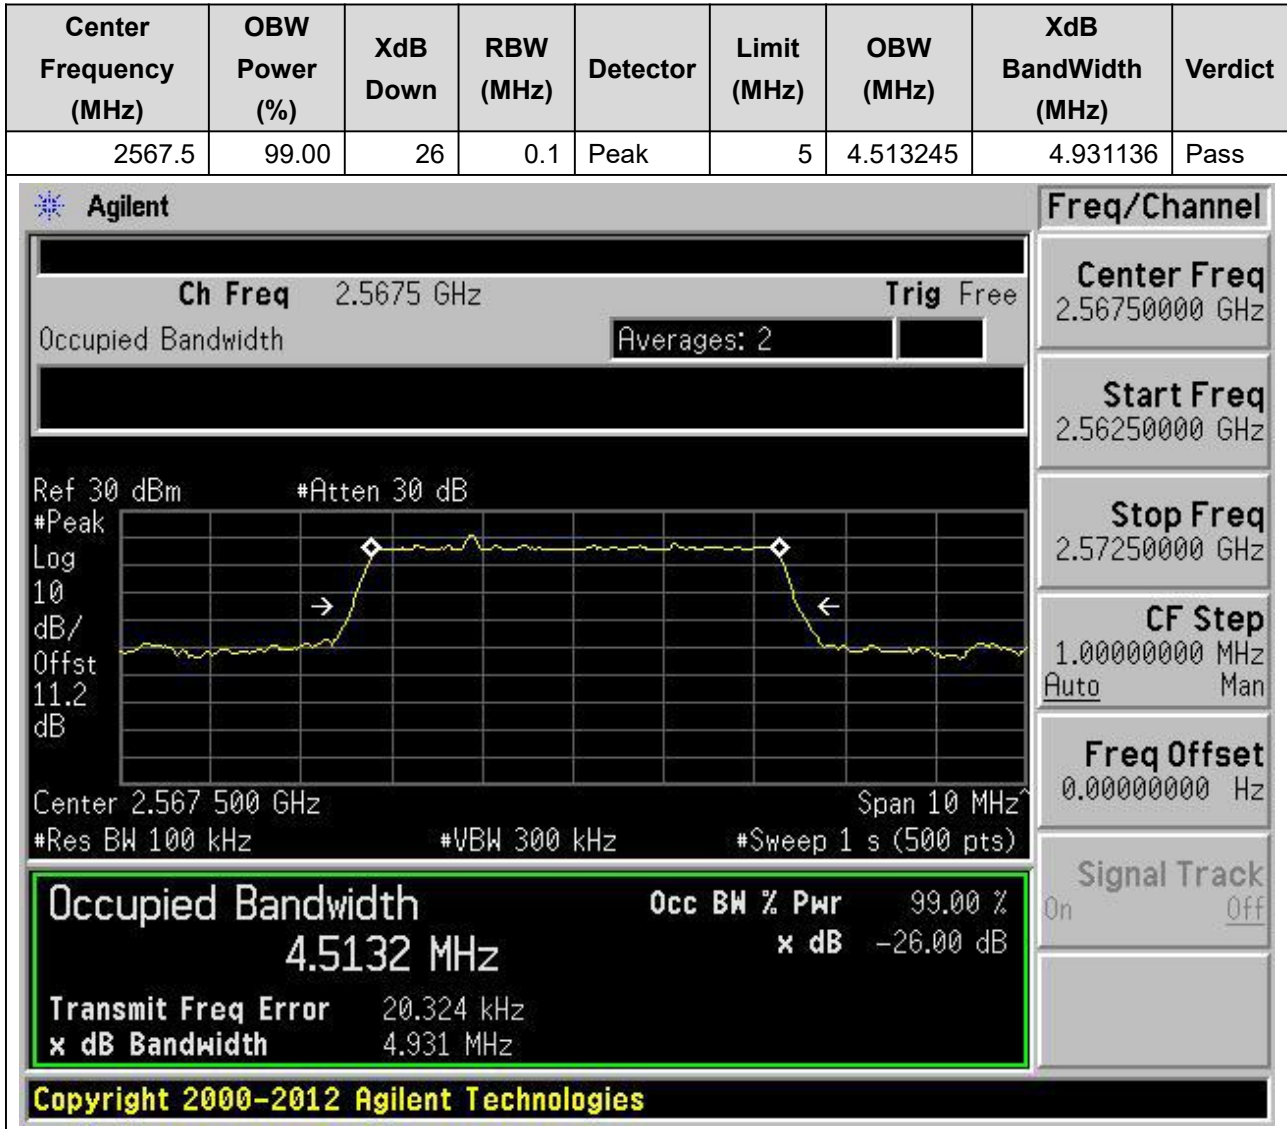 Center Frequency (MHz) OBW Power (%) XdB Down RBW (MHz) Detector Limit (MHz) OBW (MHz) XdB BandWidth (MHz) Verdict
2567.5 99.00 26 0.1 Peak 5 4.513245 4.931136 Pass
Agilent
Freq/Channel
Ch Freq 2.5675 GHz Trig Free
Occupied Bandwidth Averages: 2
Ref 30 dBm #Atten 30 dB
#Peak
Log
10
dB/
Offst
11.2
dB
Center 2.567 500 GHz Span 10 MHz^
#Res BW 100 kHz #VBW 300 kHz #Sweep 1 s (500 pts)
Occupied Bandwidth Occ BW % Pwr 99.00 %
4.5132 MHz x dB -26.00 dB
Transmit Freq Error 20.324 kHz
x dB Bandwidth 4.931 MHz
Center Freq
2.56750000 GHz
Start Freq
2.56250000 GHz
Stop Freq
2.57250000 GHz
CF Step
1.00000000 MHz
Auto Man
Freq Offset
0.00000000 Hz
Signal Track
On Off
Copyright 2000-2012 Agilent Technologies